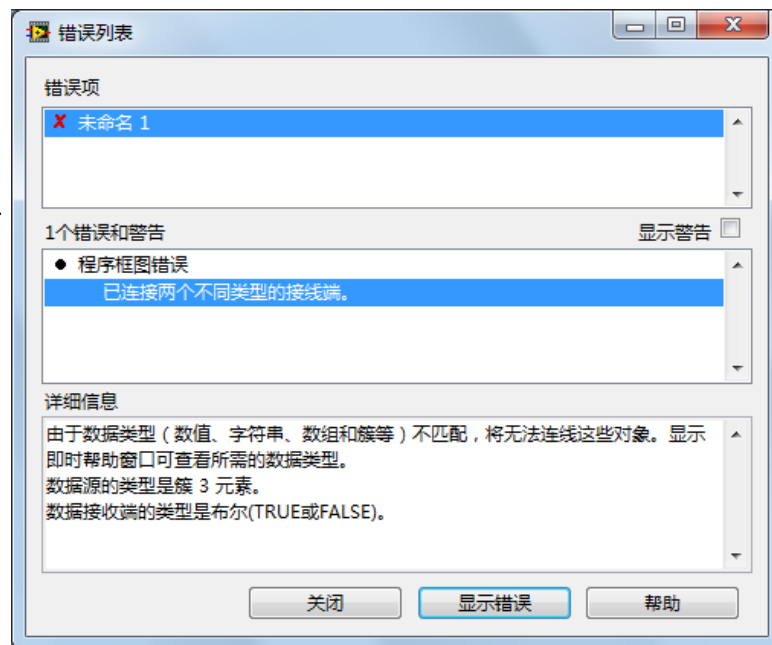 错误列表
错误项
未命名 1
1个错误和警告
显示警告
程序框图错误
已连接两个不同类型的接线端。
详细信息
由于数据类型（数值、字符串、数组和簇等）不匹配，将无法连线这些对象。显示
即时帮助窗口可查看所需的数据类型。
数据源的类型是簇 3 元素。
数据接收端的类型是布尔(TRUE或FALSE)。
关闭
显示错误
帮助